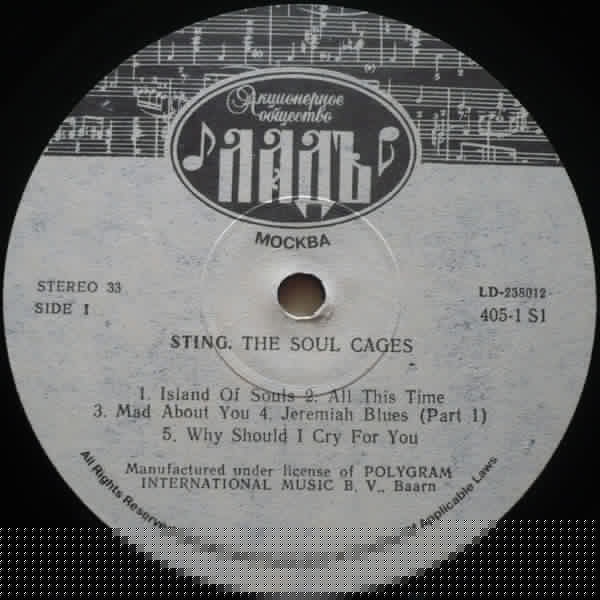 Акционерное
общество
ЛАДЪ
МОСКВА
STEREO 33
SIDE 1
LD-238012
405-1 S1
STING. THE SOUL CAGES
1. Island Of Souls 2. All This Time
3. Mad About You 4. Jeremiah Blues (Part 1)
5. Why Should I Cry For You
Manufactured under license of POLYGRAM
INTERNATIONAL MUSIC B. V., Baarn
All Rights Reserved
Applicable Laws